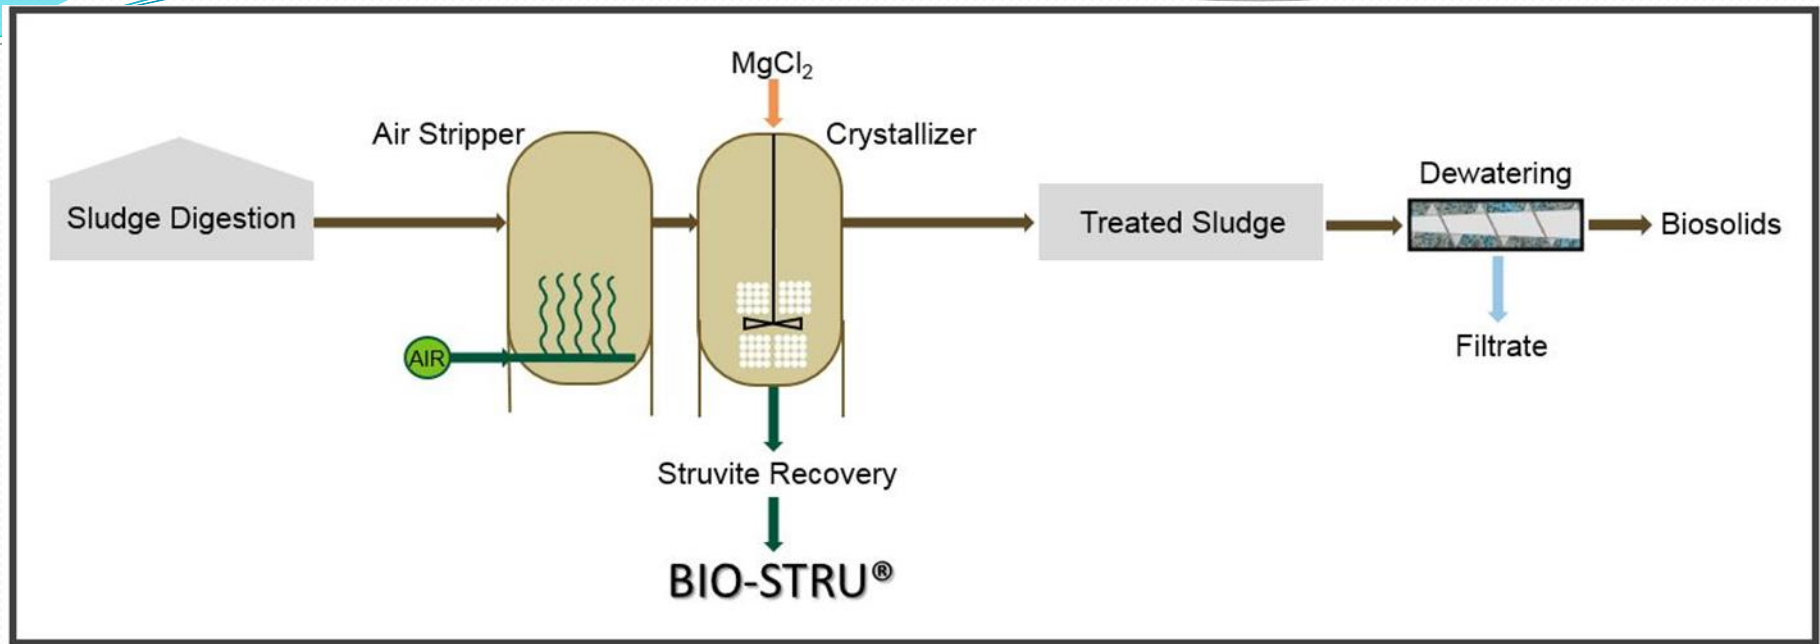 MgCl₂
Air Stripper
Crystallizer
Sludge Digestion
Treated Sludge
Dewatering
Biosolids
AIR
Filtrate
Struvite Recovery
BIO-STRU®